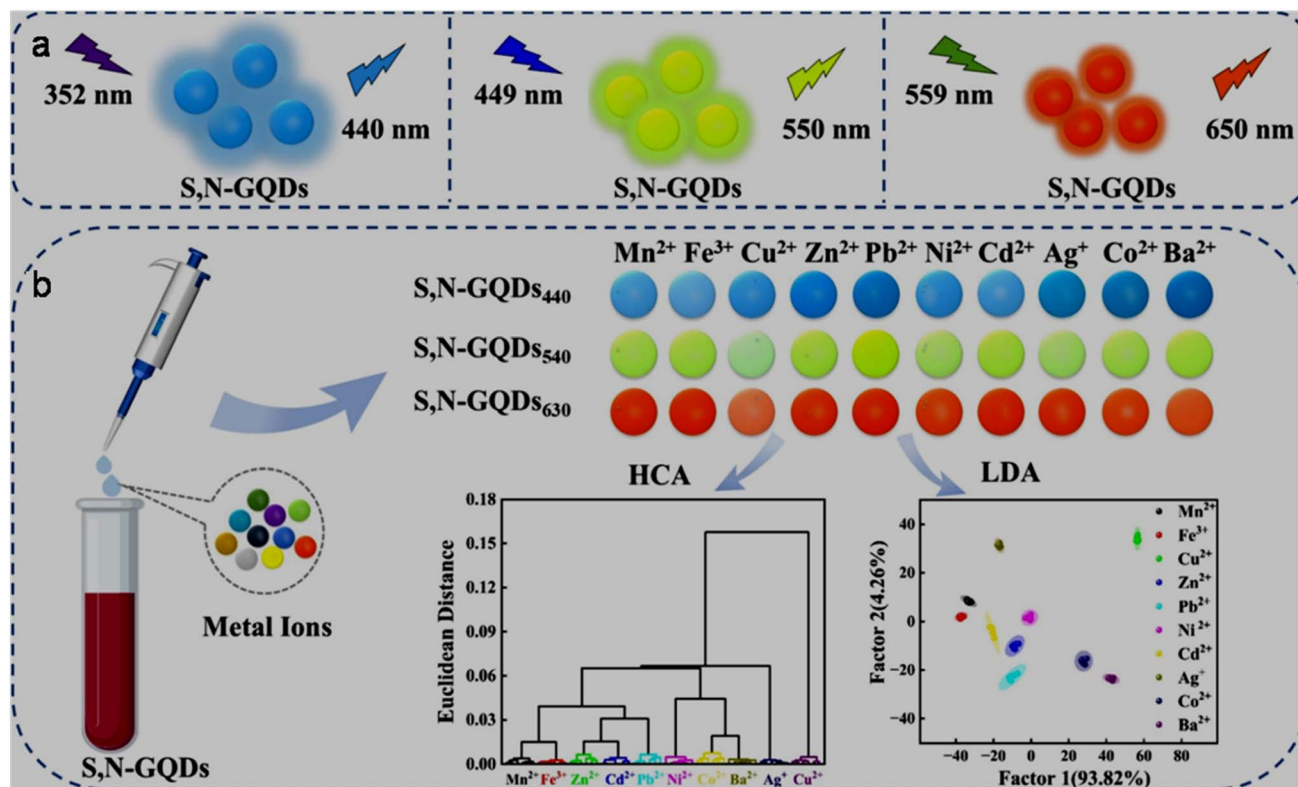 a
352 nm
440 nm
S,N-GQDs
449 nm
550 nm
S,N-GQDs
559 nm
650 nm
S,N-GQDs
b
Mn²⁺ Fe³⁺ Cu²⁺ Zn²⁺ Pb²⁺ Ni²⁺ Cd²⁺ Ag⁺ Co²⁺ Ba²⁺
S,N-GQDs₄₄₀
S,N-GQDs₅₄₀
S,N-GQDs₆₃₀
Metal Ions
S,N-GQDs
HCA
LDA
Euclidean Distance
0.18
0.15
0.12
0.09
0.06
0.03
0.00
Mn²⁺ Fe³⁺ Zn²⁺ Cd²⁺ Pb²⁺ Ni²⁺ Co²⁺ Ba²⁺ Ag⁺ Cu²⁺
Factor 2(4.26%)
40
20
0
−20
−40
−40 −20 0 20 40 60 80
Factor 1(93.82%)
Mn²⁺
Fe³⁺
Cu²⁺
Zn²⁺
Pb²⁺
Ni²⁺
Cd²⁺
Ag⁺
Co²⁺
Ba²⁺